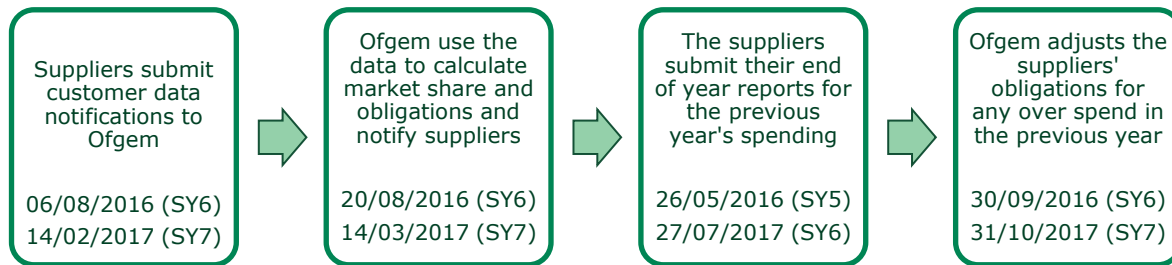 Suppliers submit
customer data
notifications to
Ofgem
06/08/2016 (SY6)
14/02/2017 (SY7)
Ofgem use the
data to calculate
market share and
obligations and
notify suppliers
20/08/2016 (SY6)
14/03/2017 (SY7)
The suppliers
submit their end
of year reports for
the previous
year's spending
26/05/2016 (SY5)
27/07/2017 (SY6)
Ofgem adjusts the
suppliers'
obligations for
any over spend in
the previous year
30/09/2016 (SY6)
31/10/2017 (SY7)